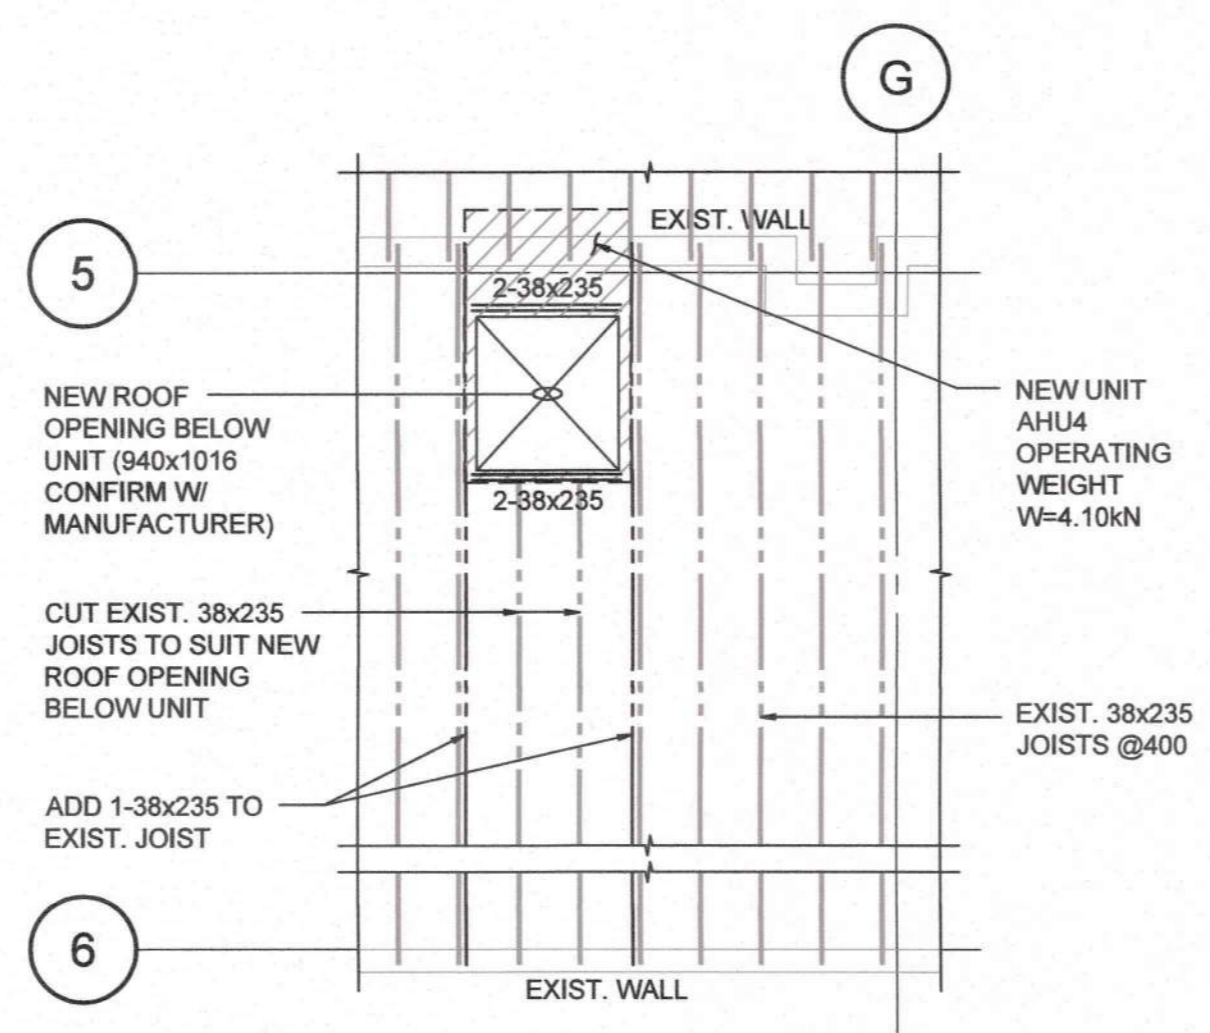 G
EXIST. WALL
5
2-38x235
NEW ROOF
OPENING BELOW
UNIT (940x1016
CONFIRM W/
MANUFACTURER)
NEW UNIT
AHU4
OPERATING
WEIGHT
W=4.10kN
2-38x235
CUT EXIST. 38x235
JOISTS TO SUIT NEW
ROOF OPENING
BELOW UNIT
EXIST. 38x235
JOISTS @400
ADD 1-38x235 TO
EXIST. JOIST
6
EXIST. WALL